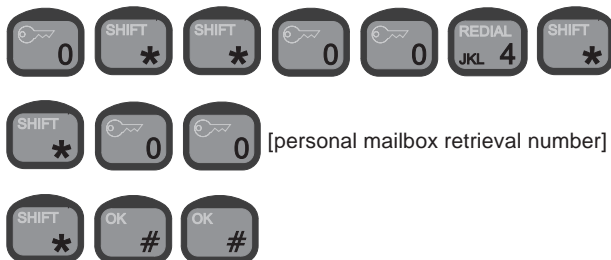 0 SHIFT * SHIFT * 0 0 REDIAL JKL 4 SHIFT *
SHIFT * 0 0 [personal mailbox retrieval number]
SHIFT * OK # OK #